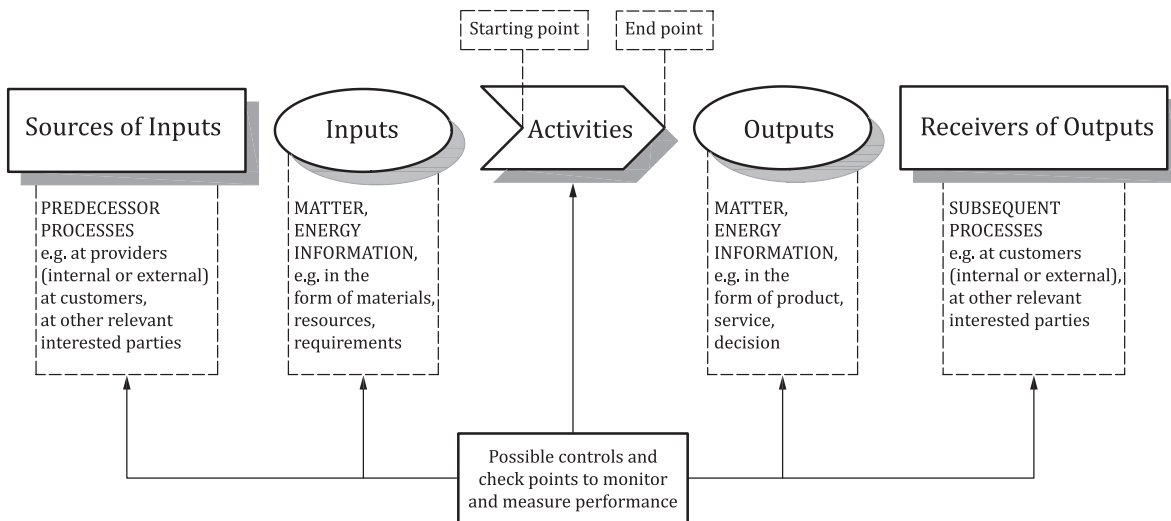 Starting point
End point
Sources of Inputs
Inputs
Activities
Outputs
Receivers of Outputs
PREDECESSOR
PROCESSES
e.g. at providers
(internal or external)
at customers,
at other relevant
interested parties
MATTER,
ENERGY
INFORMATION,
e.g. in the
form of materials,
resources,
requirements
MATTER,
ENERGY
INFORMATION,
e.g. in the
form of product,
service,
decision
SUBSEQUENT
PROCESSES
e.g. at customers
(internal or external),
at other relevant
interested parties
Possible controls and
check points to monitor
and measure performance